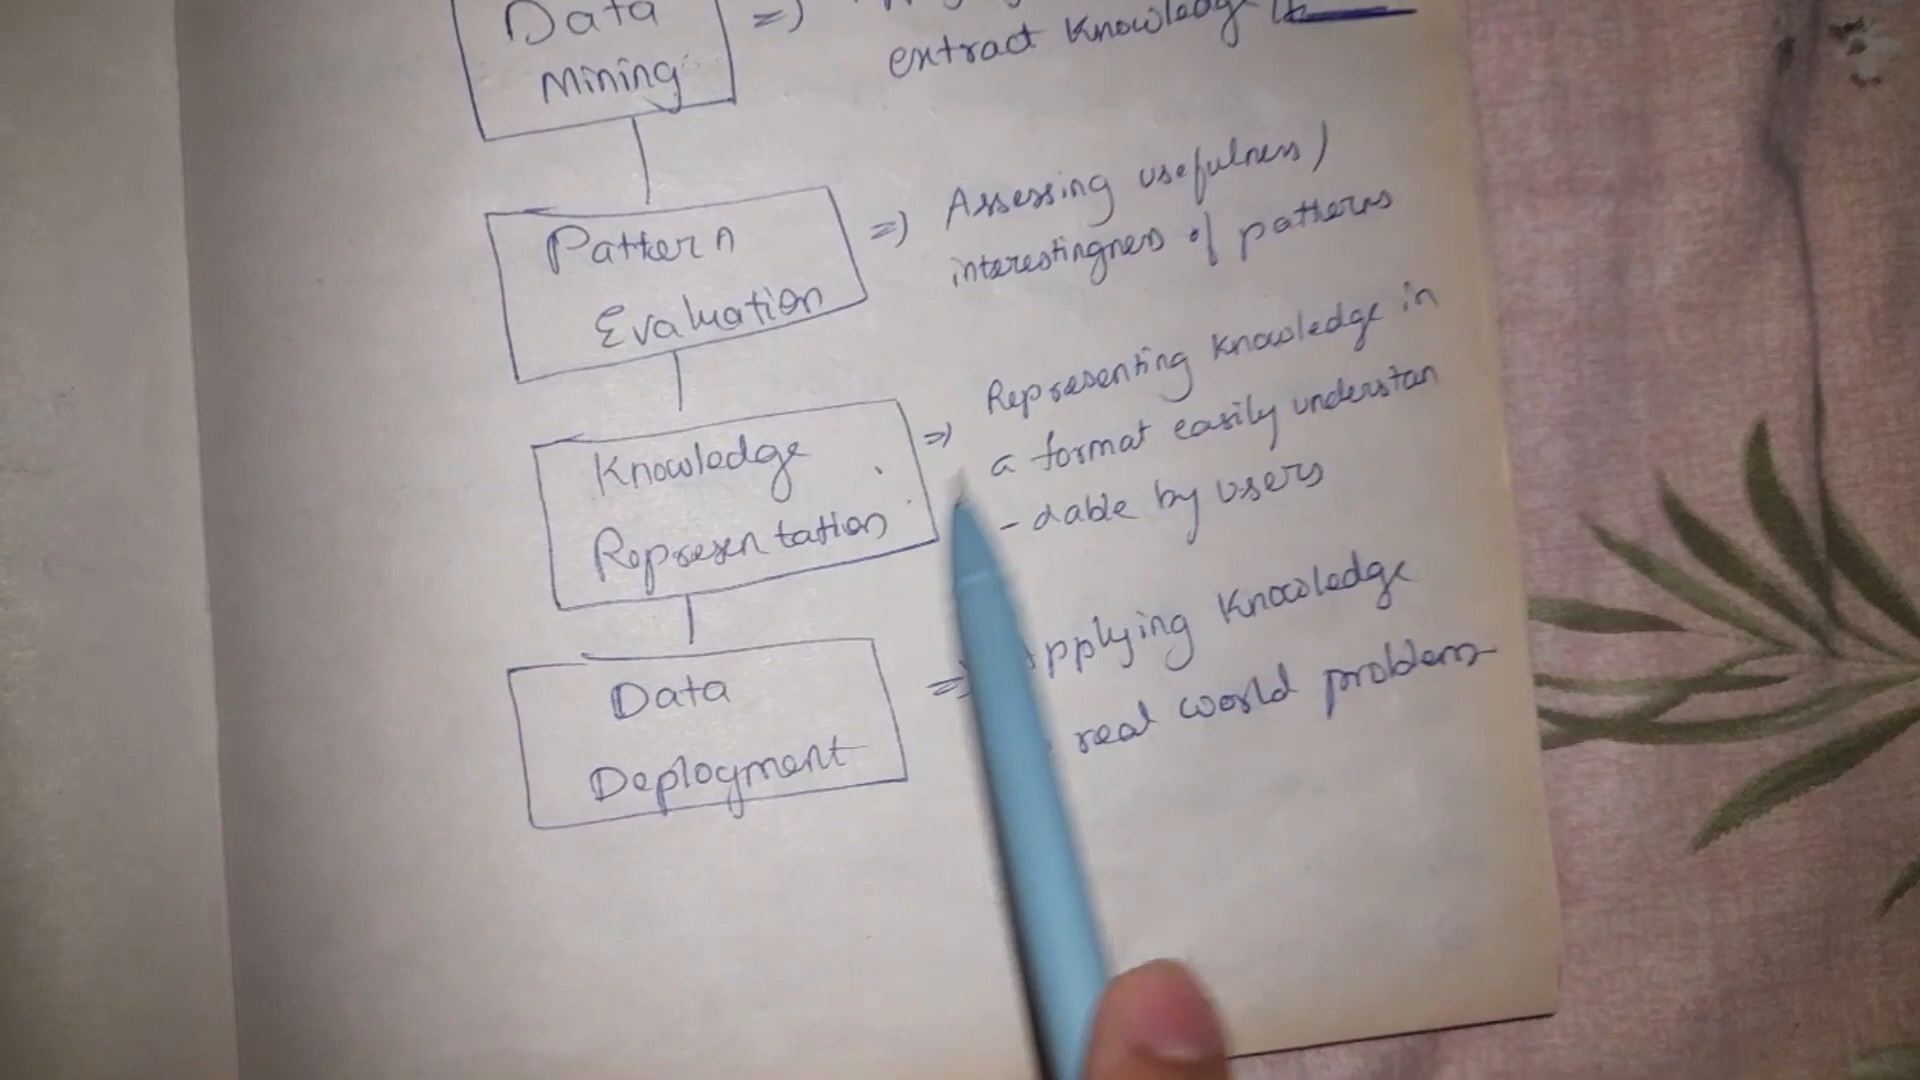 Data
Mining
=>
extract knowledge
Pattern
Evaluation
=> Assessing usefulness/
interestingness of patterns
Knowledge
Representation
=> Representing knowledge in
a format easily understan
- dable by users
Data
Deployment
=> pplying knowledge
real world problems